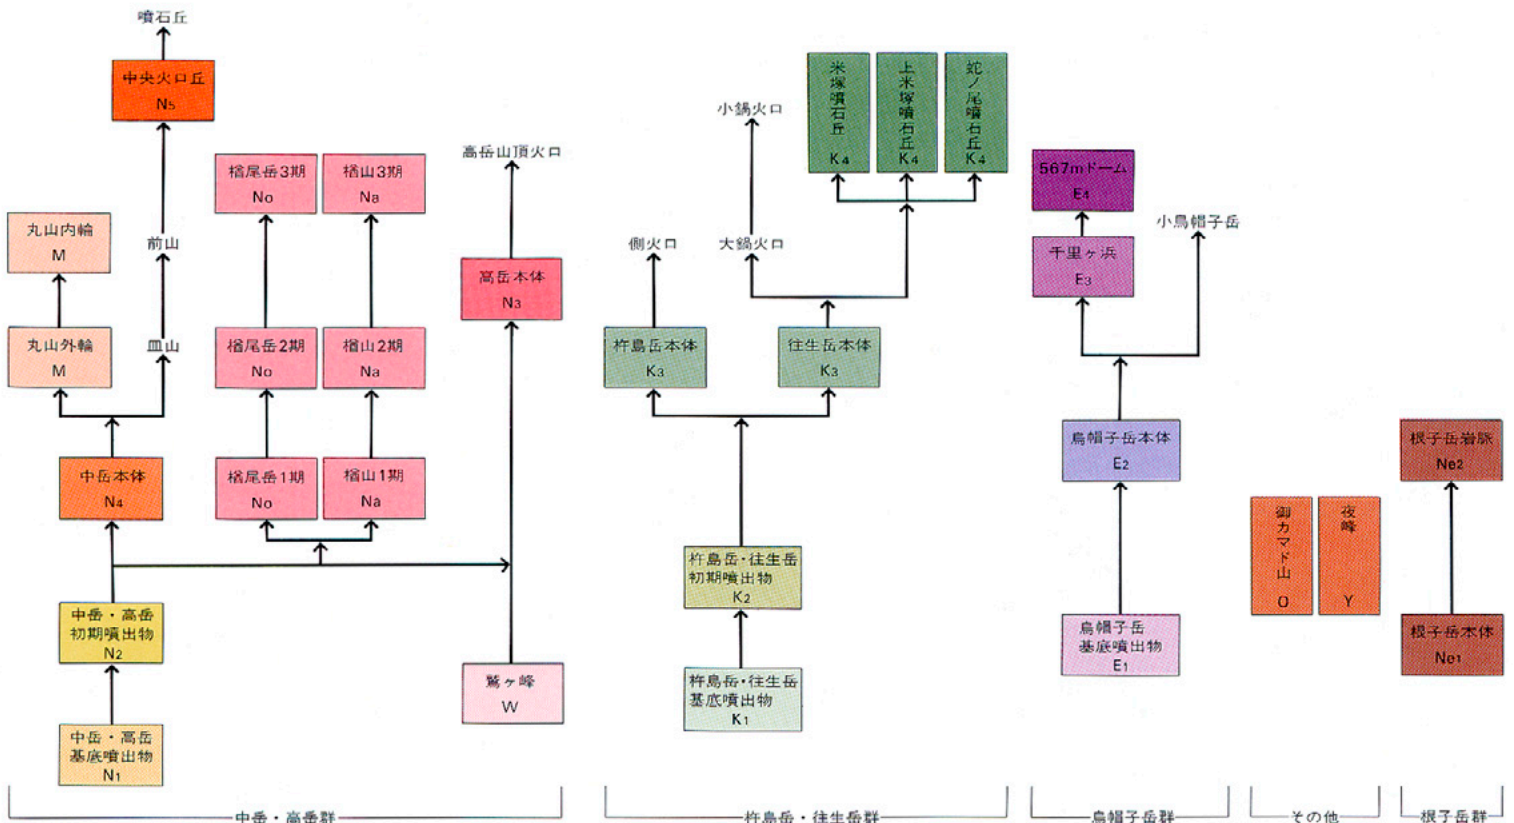 噴石丘
中央火口丘
N5
楢尾岳3期
No
楢山3期
Na
丸山内輪
M
前山
高岳山頂火口
高岳本体
N3
丸山外輪
M
皿山
楢尾岳2期
No
楢山2期
Na
中岳本体
N4
楢尾岳1期
No
楢山1期
Na
中岳・高岳
初期噴出物
N2
鷲ヶ峰
W
中岳・高岳
基底噴出物
N1
中岳・高岳群
米塚噴石丘
K4
上米塚噴石丘
K4
蛇ノ尾噴石丘
K4
小鍋火口
側火口
大鍋火口
杵島岳本体
K3
往生岳本体
K3
杵島岳・往生岳
初期噴出物
K2
杵島岳・往生岳
基底噴出物
K1
杵島岳・往生岳群
567mドーム
E4
小烏帽子岳
千里ヶ浜
E3
烏帽子岳本体
E2
烏帽子岳
基底噴出物
E1
烏帽子岳群
御カマド山
O
夜峰
Y
その他
根子岳岩脈
Ne2
根子岳本体
Ne1
根子岳群